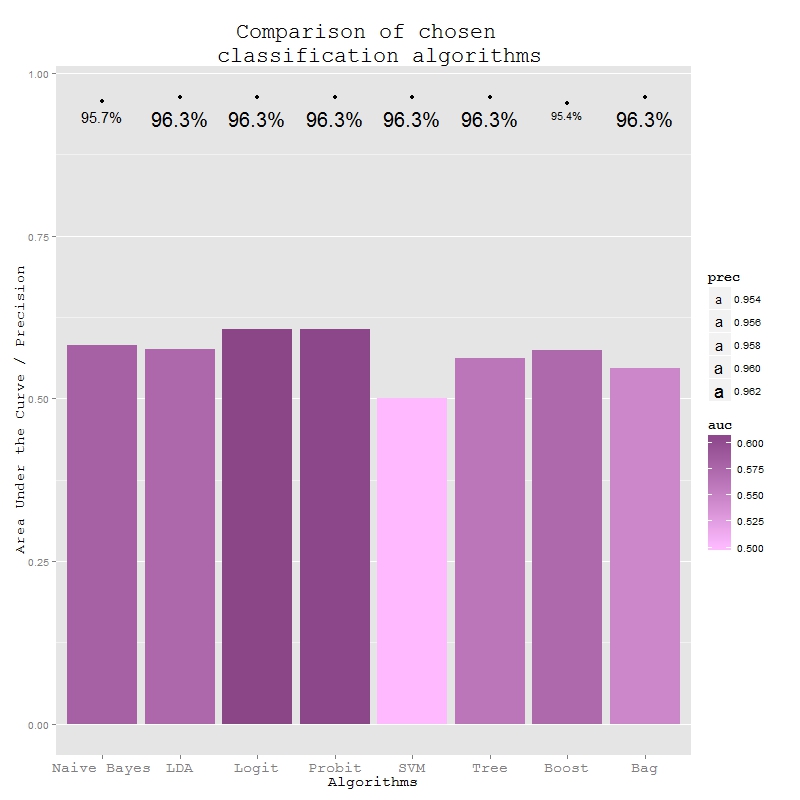 Comparison of chosen
classification algorithms
Area Under the Curve / Precision
1.00
0.75
0.50
0.25
0.00
95.7% 96.3% 96.3% 96.3% 96.3% 96.3% 95.4% 96.3%
Naive Bayes LDA Logit Probit SVM Tree Boost Bag
Algorithms
prec
a 0.954
a 0.956
a 0.958
a 0.960
a 0.962
auc
0.600
0.575
0.550
0.525
0.500